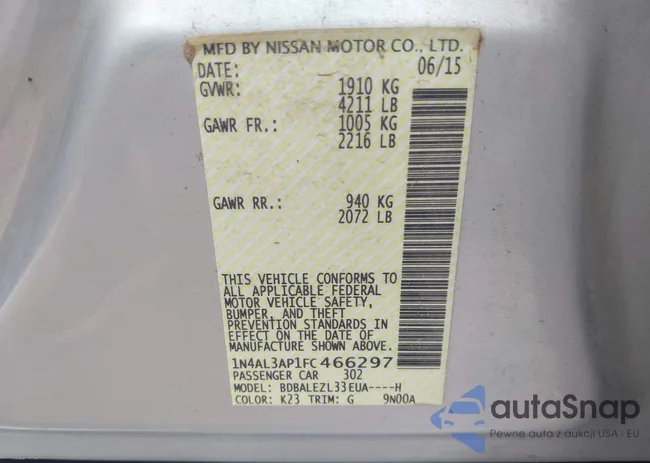 MFD BY NISSAN MOTOR CO., LTD.
DATE: 06/15
GVWR: 1910 KG
4211 LB
GAWR FR.: 1005 KG
2216 LB
GAWR RR.: 940 KG
2072 LB
THIS VEHICLE CONFORMS TO
ALL APPLICABLE FEDERAL
MOTOR VEHICLE SAFETY,
BUMPER, AND THEFT
PREVENTION STANDARDS IN
EFFECT ON THE DATE OF
MANUFACTURE SHOWN ABOVE.
1N4AL3AP1FC466297
PASSENGER CAR 302
MODEL: BDBALEZL33EUA----H
COLOR: K23 TRIM: G 9N00A
autoSnap
Pewne auto z aukcji USA i EU